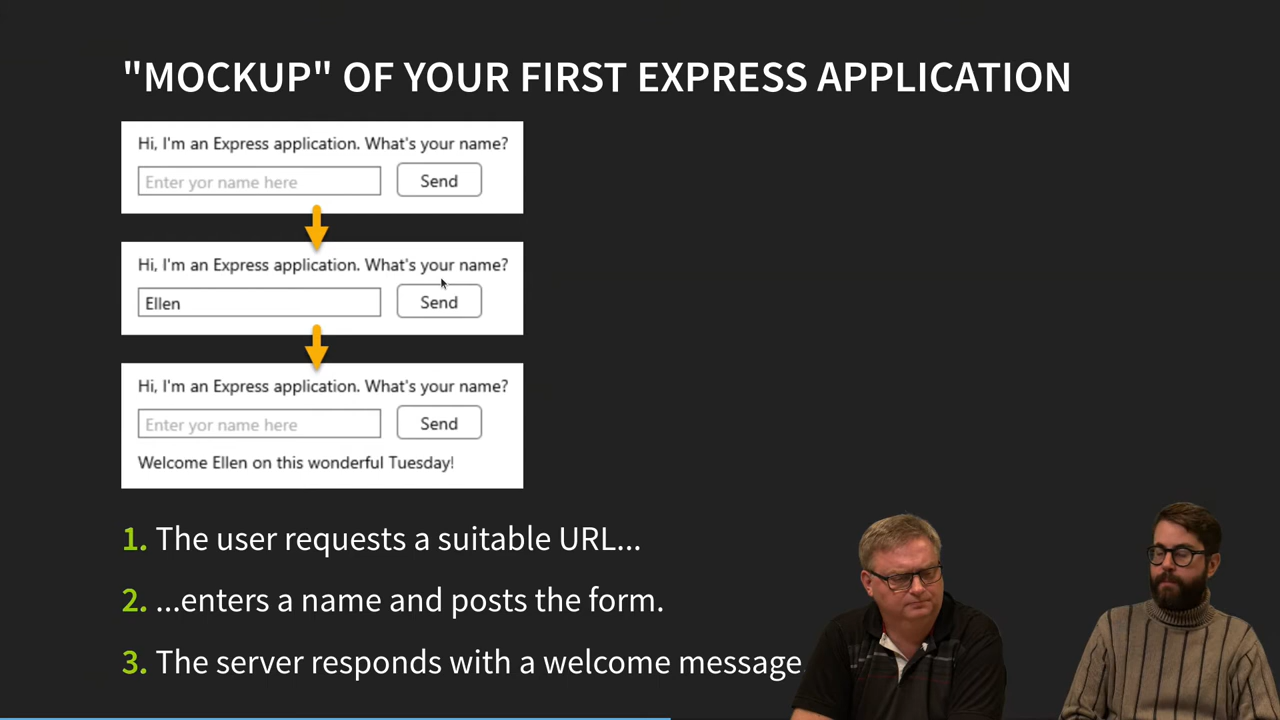 "MOCKUP" OF YOUR FIRST EXPRESS APPLICATION
Hi, I'm an Express application. What's your name?
Enter yor name here
Send
Hi, I'm an Express application. What's your name?
Ellen
Send
Hi, I'm an Express application. What's your name?
Enter yor name here
Send
Welcome Ellen on this wonderful Tuesday!
1. The user requests a suitable URL...
2. ...enters a name and posts the form.
3. The server responds with a welcome message